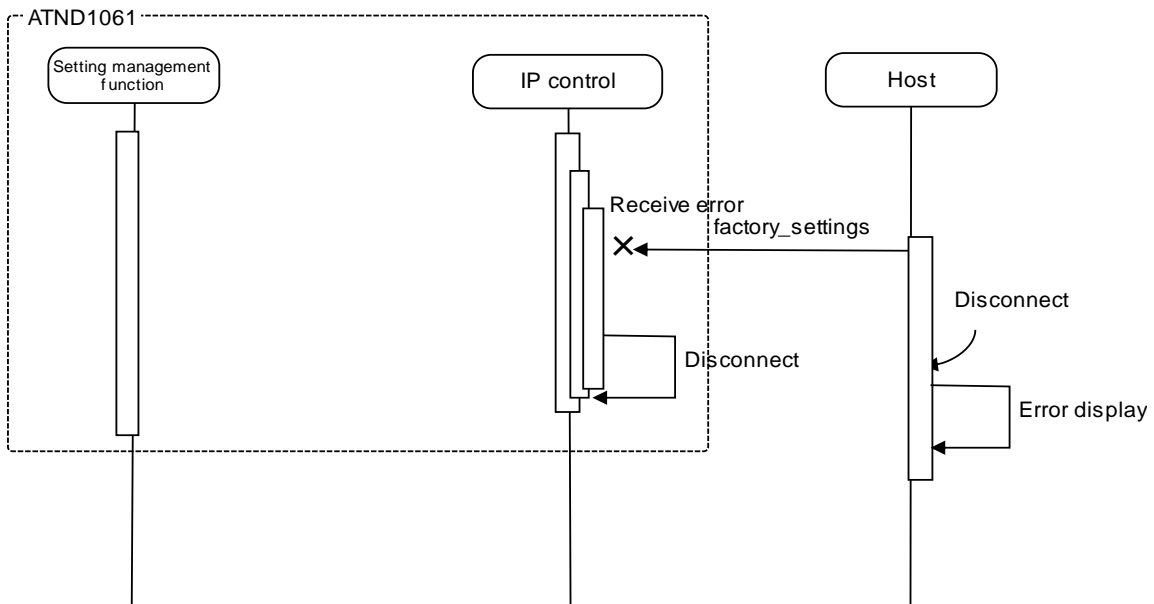 ATND1061
Setting management
function
IP control
Host
Receive error
factory_settings
Disconnect
Disconnect
Error display